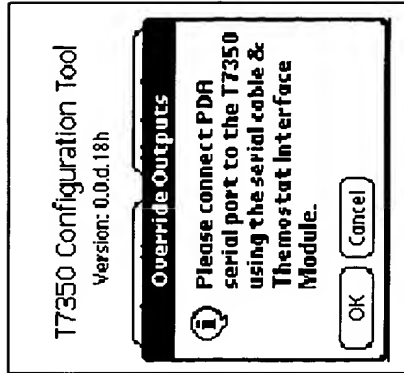 T7350 Configuration Tool
Version: 0.0.d.18h
Override Outputs
Please connect PDA
serial port to the T7350
using the serial cable &
Themostat Interface
Module.
OK
Cancel